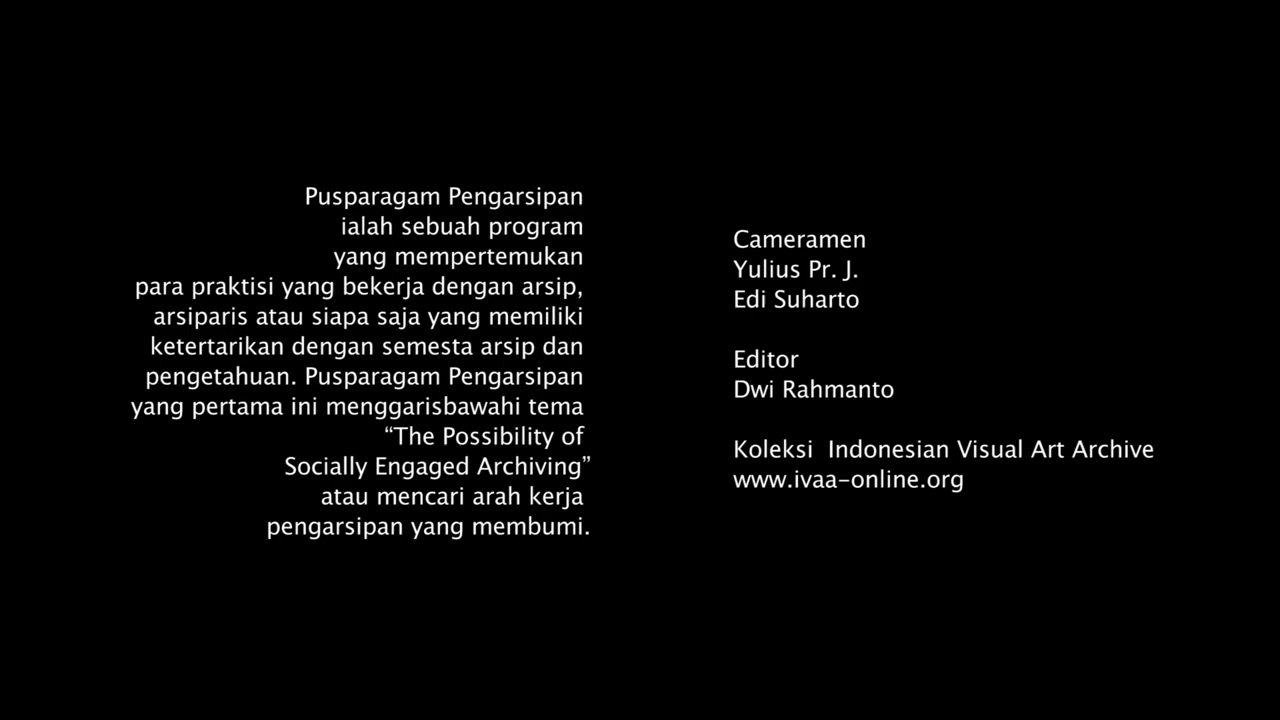 Pusparagam Pengarsipan
ialah sebuah program
yang mempertemukan
para praktisi yang bekerja dengan arsip,
arsiparis atau siapa saja yang memiliki
ketertarikan dengan semesta arsip dan
pengetahuan. Pusparagam Pengarsipan
yang pertama ini menggarisbawahi tema
“The Possibility of
Socially Engaged Archiving”
atau mencari arah kerja
pengarsipan yang membumi.
Cameramen
Yulius Pr. J.
Edi Suharto
Editor
Dwi Rahmanto
Koleksi  Indonesian Visual Art Archive
www.ivaa-online.org